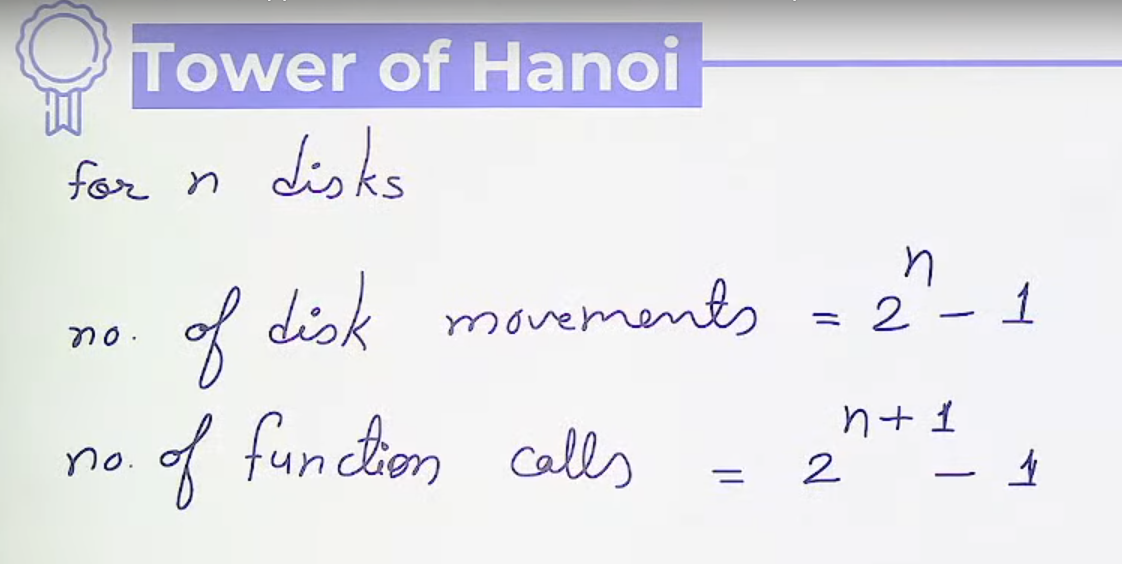 Tower of Hanoi
for n disks
no. of disk movements = 2^n - 1
no. of function calls = 2^(n+1) - 1